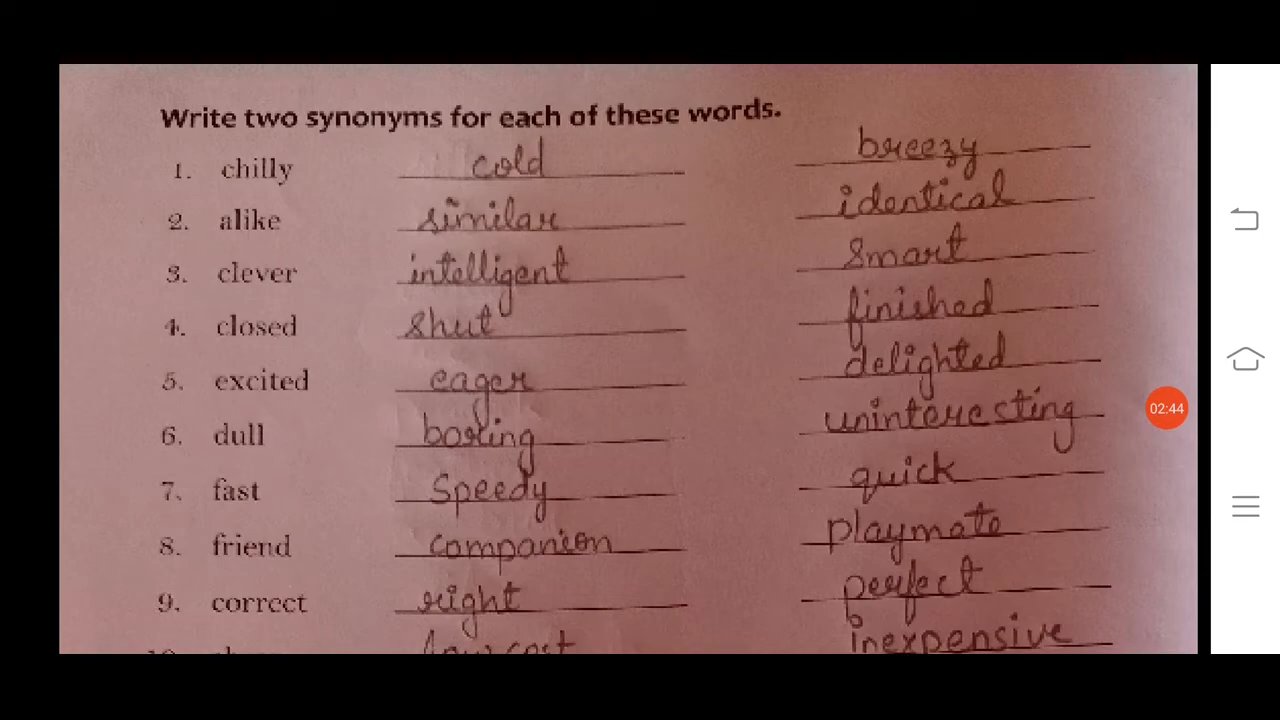 Write two synonyms for each of these words.
1. chilly cold breezy
2. alike similar identical
3. clever intelligent smart
4. closed shut finished
5. excited eager delighted
6. dull boring uninteresting
7. fast speedy quick
8. friend companion playmate
9. correct right perfect
inexpensive
02:44